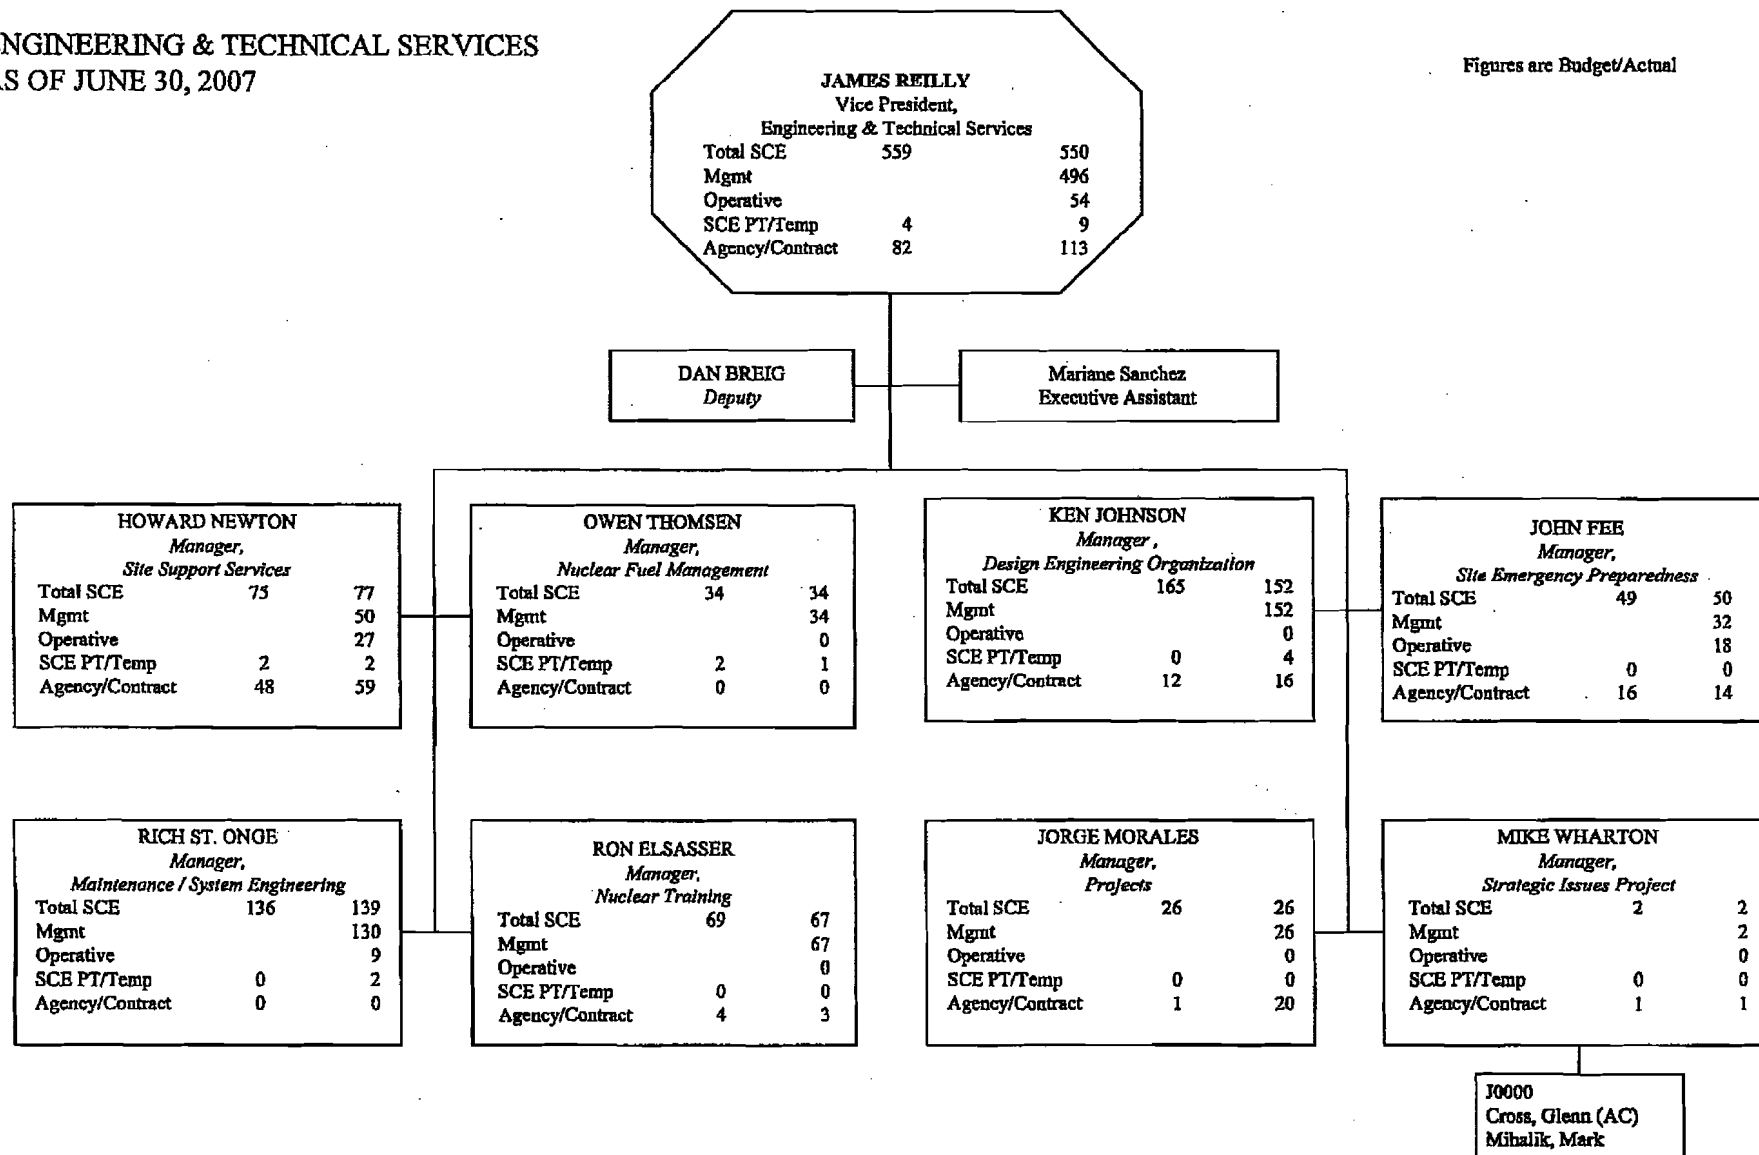 NGINEERING & TECHNICAL SERVICES
AS OF JUNE 30, 2007
Figures are Budget/Actual
JAMES REILLY
Vice President,
Engineering & Technical Services
Total SCE 559 550
Mgmt 496
Operative 54
SCE PT/Temp 4 9
Agency/Contract 82 113
DAN BREIG
Deputy
Mariane Sanchez
Executive Assistant
HOWARD NEWTON
Manager,
Site Support Services
Total SCE 75 77
Mgmt 50
Operative 27
SCE PT/Temp 2 2
Agency/Contract 48 59
OWEN THOMSEN
Manager,
Nuclear Fuel Management
Total SCE 34 34
Mgmt 34
Operative 0
SCE PT/Temp 2 1
Agency/Contract 0 0
KEN JOHNSON
Manager ,
Design Engineering Organization
Total SCE 165 152
Mgmt 152
Operative 0
SCE PT/Temp 0 4
Agency/Contract 12 16
JOHN FEE
Manager,
Site Emergency Preparedness
Total SCE 49 50
Mgmt 32
Operative 18
SCE PT/Temp 0 0
Agency/Contract 16 14
RICH ST. ONGE
Manager,
Maintenance / System Engineering
Total SCE 136 139
Mgmt 130
Operative 9
SCE PT/Temp 0 2
Agency/Contract 0 0
RON ELSASSER
Manager,
Nuclear Training
Total SCE 69 67
Mgmt 67
Operative 0
SCE PT/Temp 0 0
Agency/Contract 4 3
JORGE MORALES
Manager,
Projects
Total SCE 26 26
Mgmt 26
Operative 0
SCE PT/Temp 0 0
Agency/Contract 1 20
MIKE WHARTON
Manager,
Strategic Issues Project
Total SCE 2 2
Mgmt 2
Operative 0
SCE PT/Temp 0 0
Agency/Contract 1 1
J0000
Cross, Glenn (AC)
Mihalik, Mark